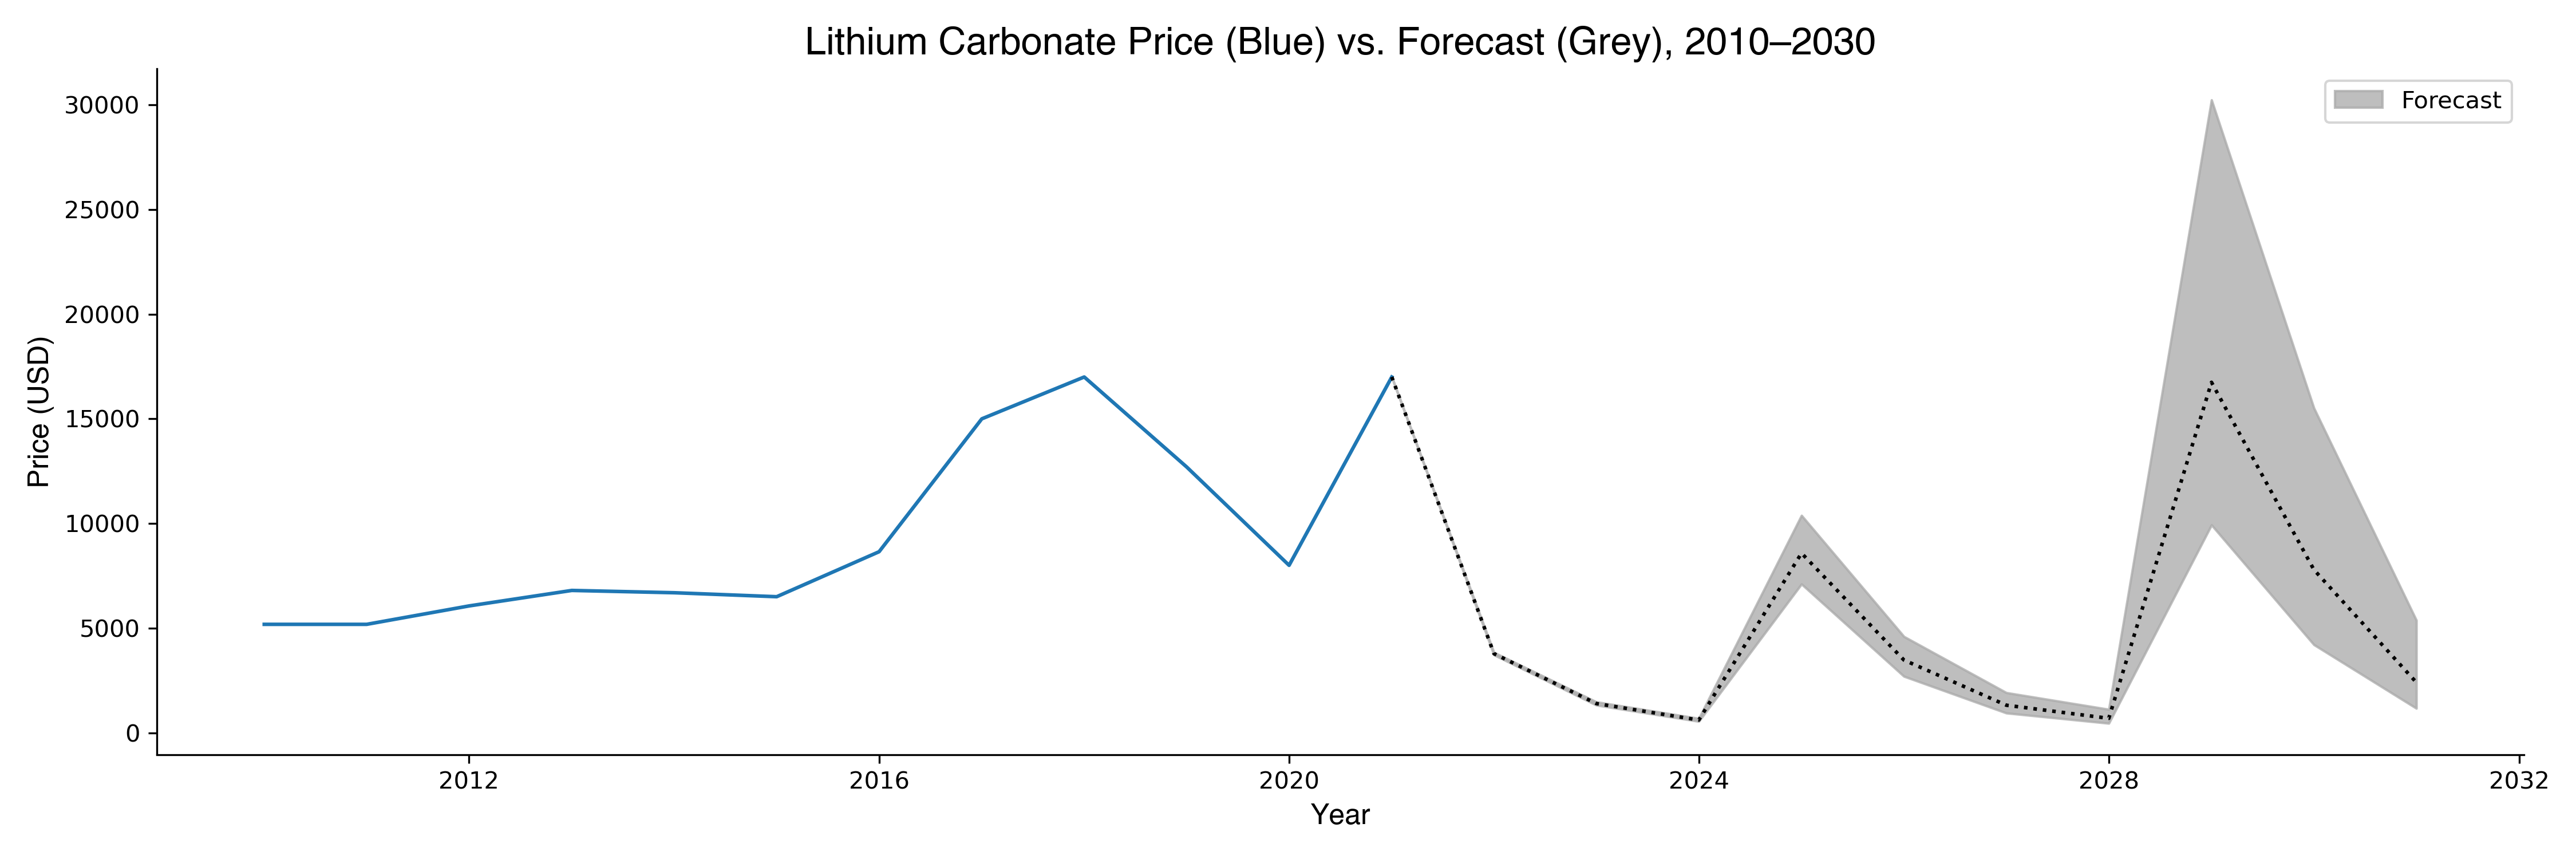 Lithium Carbonate Price (Blue) vs. Forecast (Grey), 2010–2030
Forecast
30000
25000
20000
15000
10000
5000
0
Price (USD)
2012 2016 2020 2024 2028 2032
Year